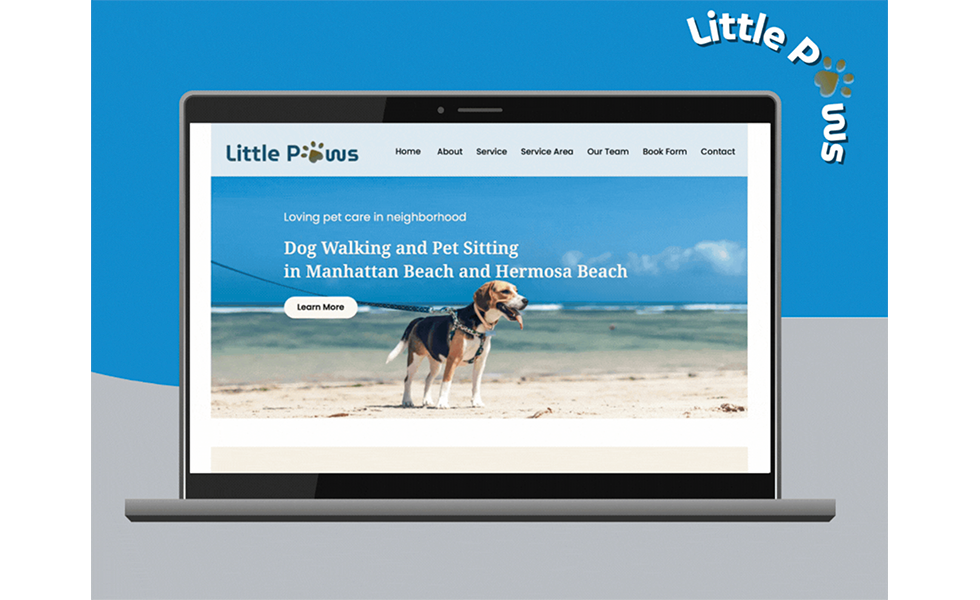 Little Paws
Little Paws
Home About Service Service Area Our Team Book Form Contact
Loving pet care in neighborhood
Dog Walking and Pet Sitting
in Manhattan Beach and Hermosa Beach
Learn More